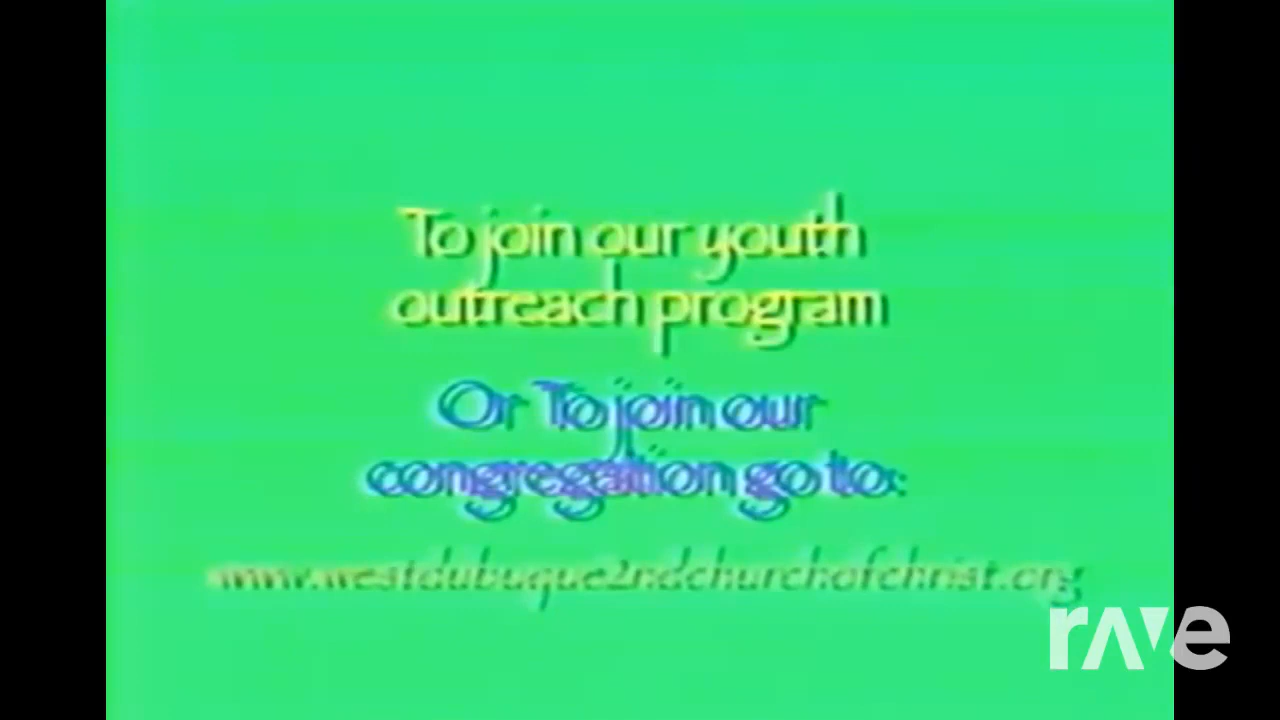 To join our youth
outreach program
Or To join our
congregation go to:
www.westdubuque2ndchurchofchrist.org
rave